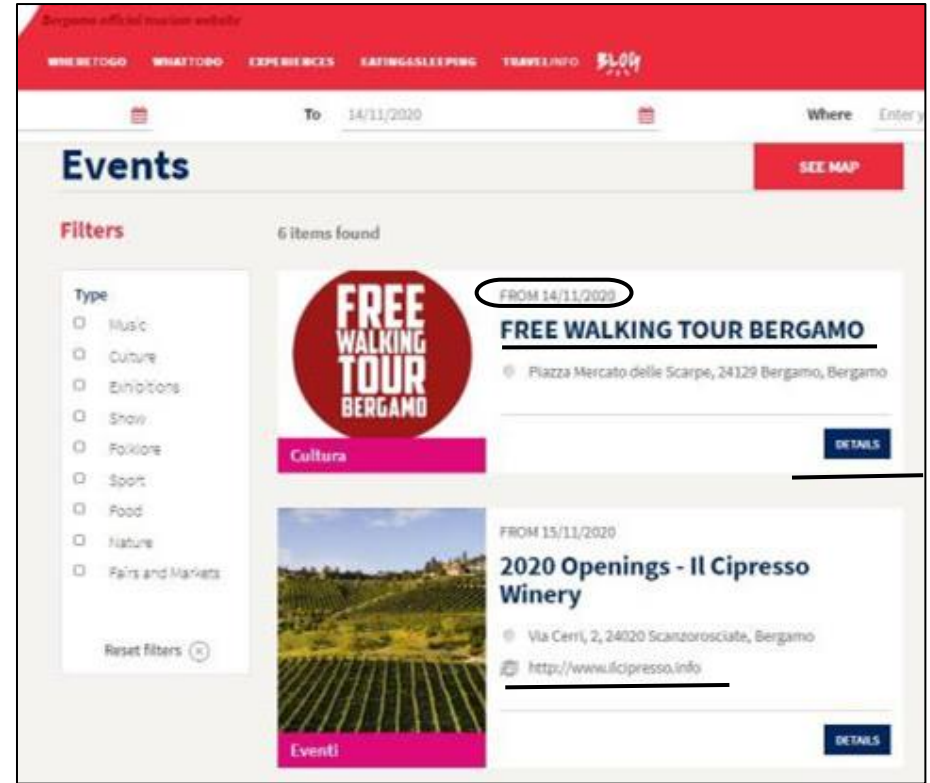 Bergamo official tourism website
WHERETOGO WHATTODO EXPERIENCES EATING&SLEEPING TRAVELINFO BLOG
To 14/11/2020 Where Enter y
Events SEE MAP
Filters 6 items found
Type
Music
Culture
Exhibitions
Show
Folklore
Sport
Food
Nature
Fairs and Markets
Reset filters
FREE
WALKING
TOUR
BERGAMO
Cultura
FROM 14/11/2020
FREE WALKING TOUR BERGAMO
Piazza Mercato delle Scarpe, 24129 Bergamo, Bergamo
DETAILS
Eventi
FROM 15/11/2020
2020 Openings - Il Cipresso
Winery
Via Cerri, 2, 24020 Scanzorosciate, Bergamo
http://www.ilcipresso.info
DETAILS